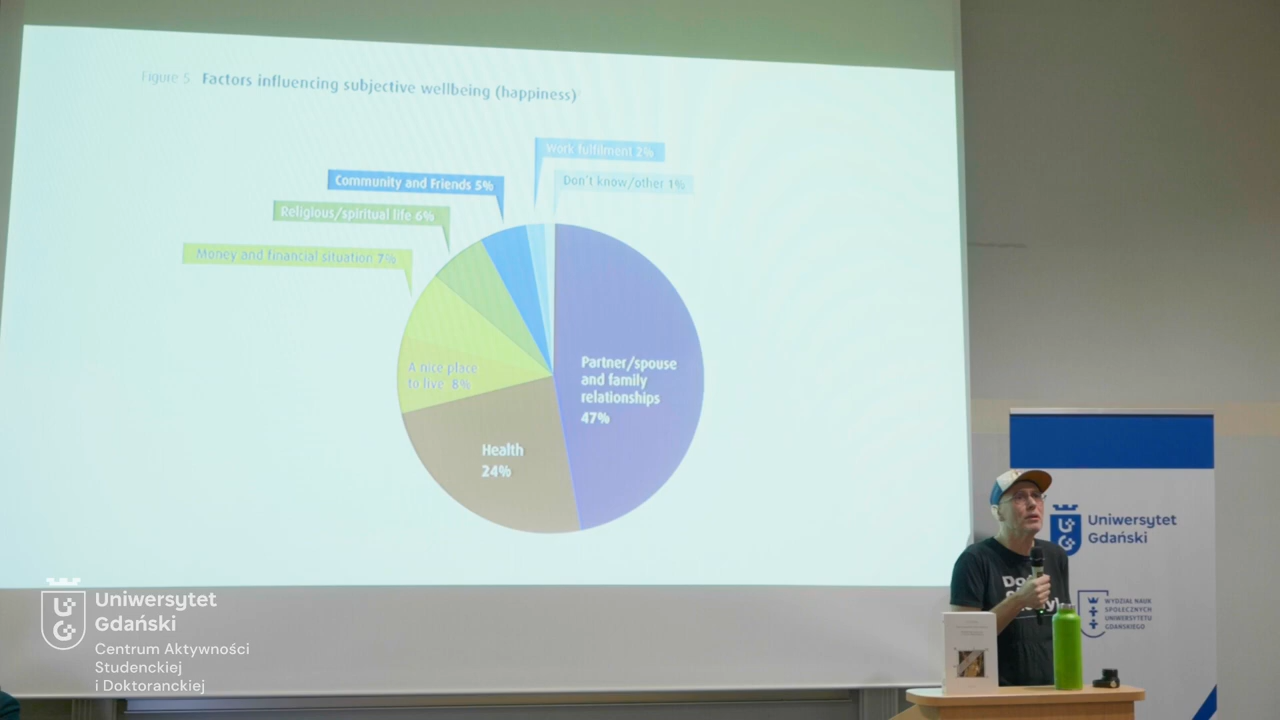 Figure 5 Factors influencing subjective wellbeing (happiness)
Work fulfilment 2%
Don't know/other 1%
Community and Friends 5%
Religious/spiritual life 6%
Money and financial situation 7%
A nice place
to live 8%
Partner/spouse
and family
relationships
47%
Health
24%
Uniwersytet
Gdański
WYDZIAŁ NAUK
SPOŁECZNYCH
UNIWERSYTETU
GDAŃSKIEGO
Uniwersytet
Gdański
Centrum Aktywności
Studenckiej
i Doktoranckiej